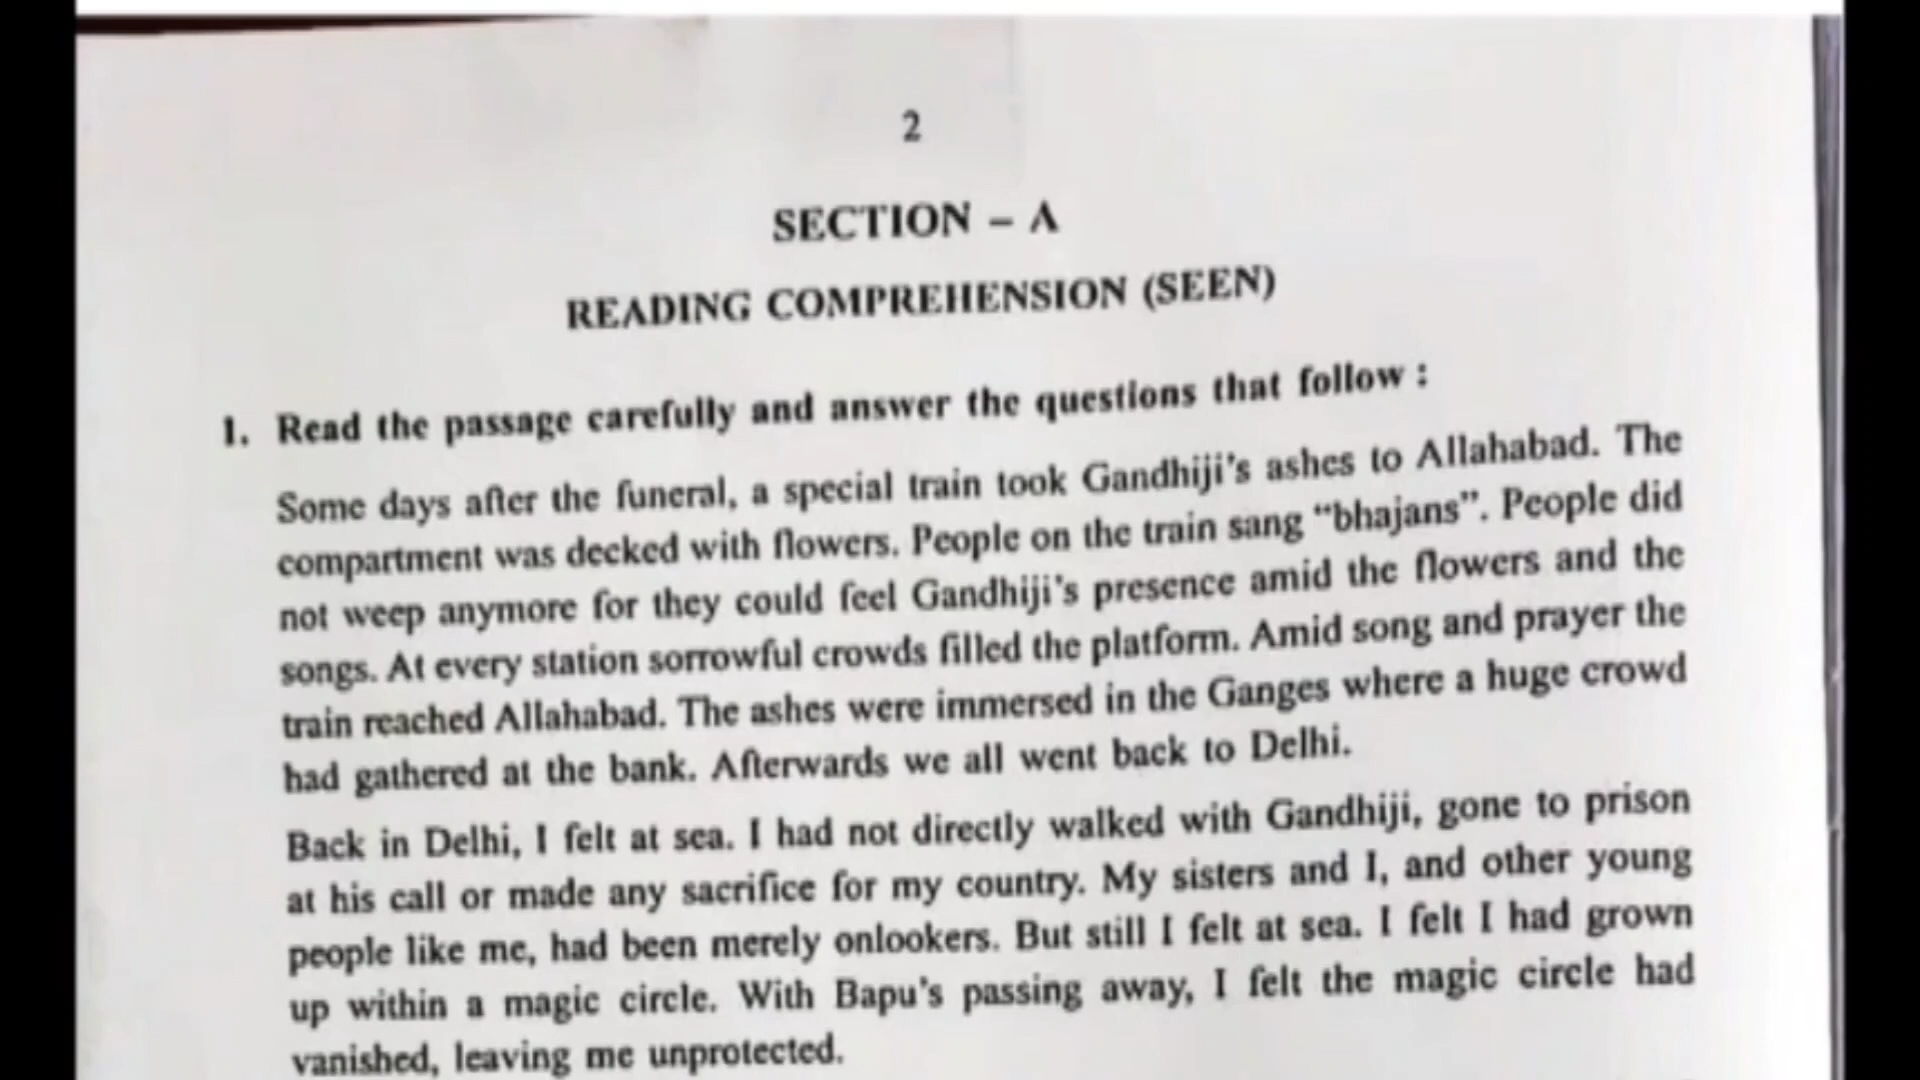 2
SECTION – A
READING COMPREHENSION (SEEN)
1. Read the passage carefully and answer the questions that follow :
Some days after the funeral, a special train took Gandhiji's ashes to Allahabad. The
compartment was decked with flowers. People on the train sang "bhajans". People did
not weep anymore for they could feel Gandhiji's presence amid the flowers and the
songs. At every station sorrowful crowds filled the platform. Amid song and prayer the
train reached Allahabad. The ashes were immersed in the Ganges where a huge crowd
had gathered at the bank. Afterwards we all went back to Delhi.
Back in Delhi, I felt at sea. I had not directly walked with Gandhiji, gone to prison
at his call or made any sacrifice for my country. My sisters and I, and other young
people like me, had been merely onlookers. But still I felt at sea. I felt I had grown
up within a magic circle. With Bapu's passing away, I felt the magic circle had
vanished, leaving me unprotected.